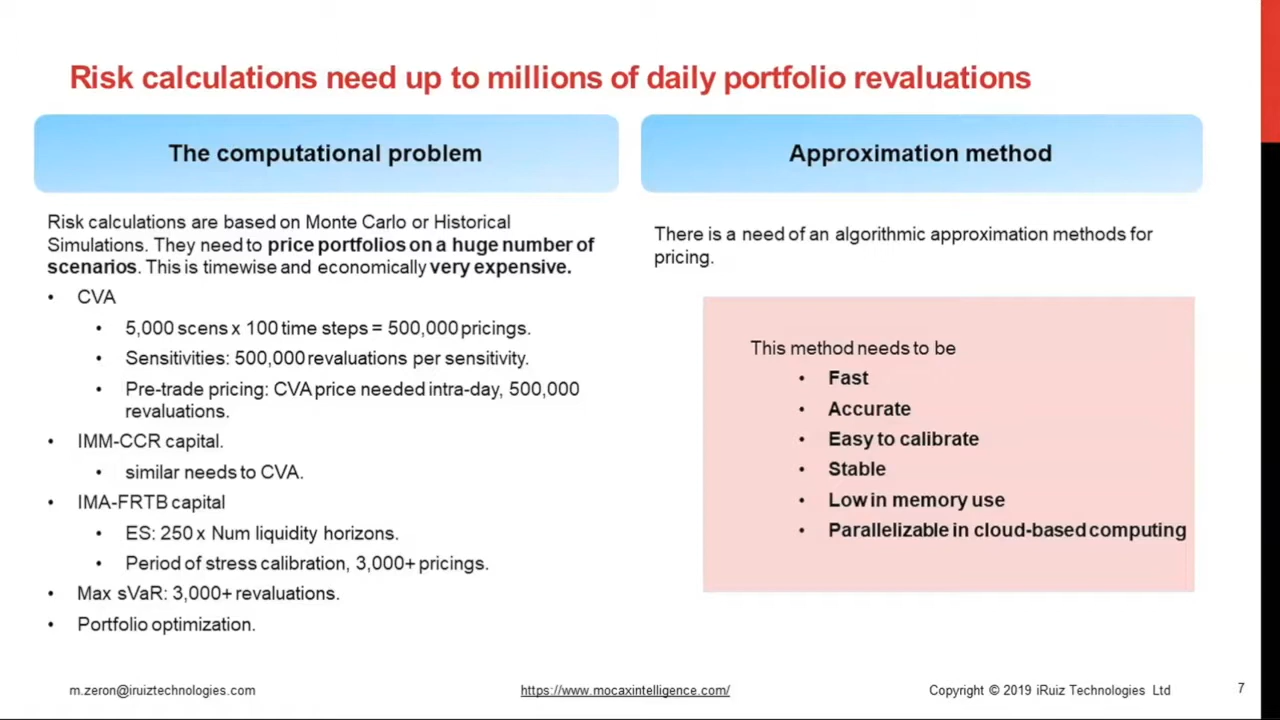 Risk calculations need up to millions of daily portfolio revaluations
The computational problem
Risk calculations are based on Monte Carlo or Historical
Simulations. They need to price portfolios on a huge number of
scenarios. This is timewise and economically very expensive.
• CVA
• 5,000 scens x 100 time steps = 500,000 pricings.
• Sensitivities: 500,000 revaluations per sensitivity.
• Pre-trade pricing: CVA price needed intra-day, 500,000
revaluations.
• IMM-CCR capital.
• similar needs to CVA.
• IMA-FRTB capital
• ES: 250 x Num liquidity horizons.
• Period of stress calibration, 3,000+ pricings.
• Max sVaR: 3,000+ revaluations.
• Portfolio optimization.
Approximation method
There is a need of an algorithmic approximation methods for
pricing.
This method needs to be
• Fast
• Accurate
• Easy to calibrate
• Stable
• Low in memory use
• Parallelizable in cloud-based computing
m.zeron@iruiztechnologies.com
https://www.mocaxintelligence.com/
Copyright © 2019 iRuiz Technologies Ltd
7